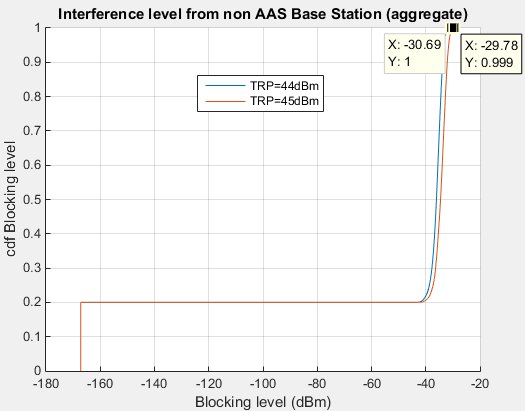 Interference level from non AAS Base Station (aggregate)
X: -30.69
Y: 1
X: -29.78
Y: 0.999
TRP=44dBm
TRP=45dBm
1
0.9
0.8
0.7
0.6
0.5
0.4
0.3
0.2
0.1
0
cdf Blocking level
-180 -160 -140 -120 -100 -80 -60 -40 -20
Blocking level (dBm)